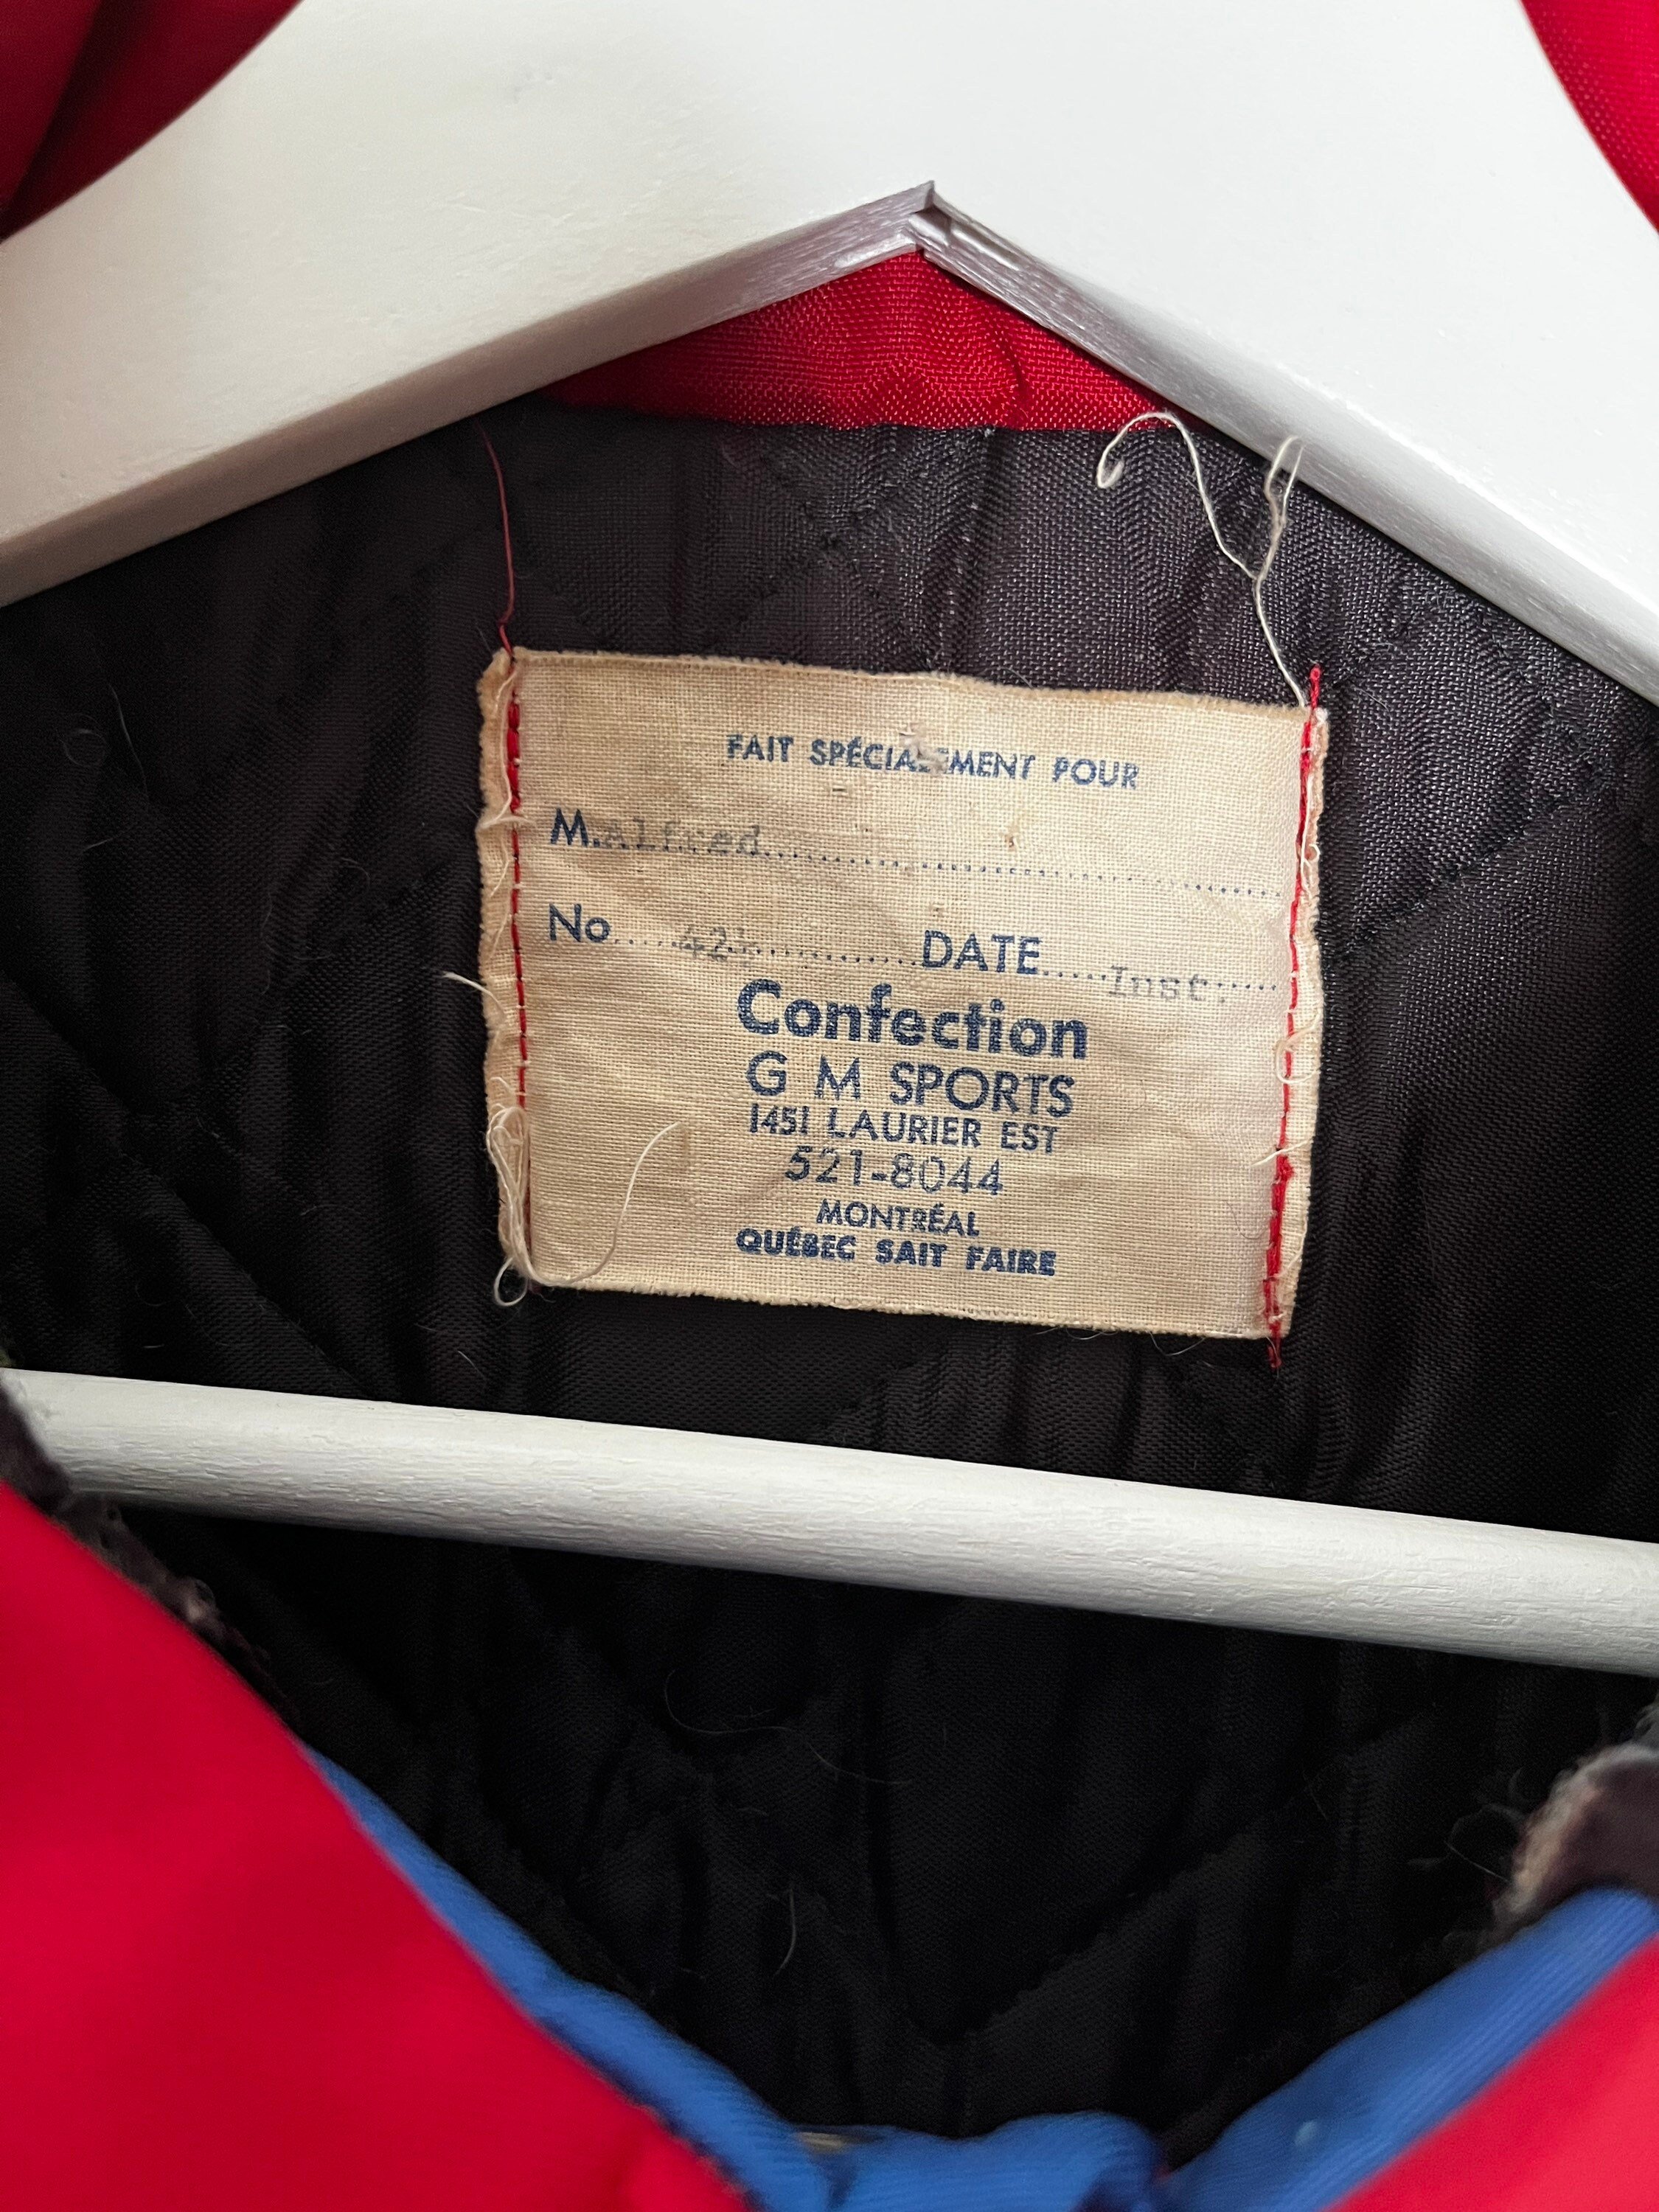 FAIT SPÉCIALEMENT POUR
M. Alfred
No 42 DATE Inst.
Confection
G M SPORTS
1451 LAURIER EST
521-8044
MONTRÉAL
QUÉBEC SAIT FAIRE